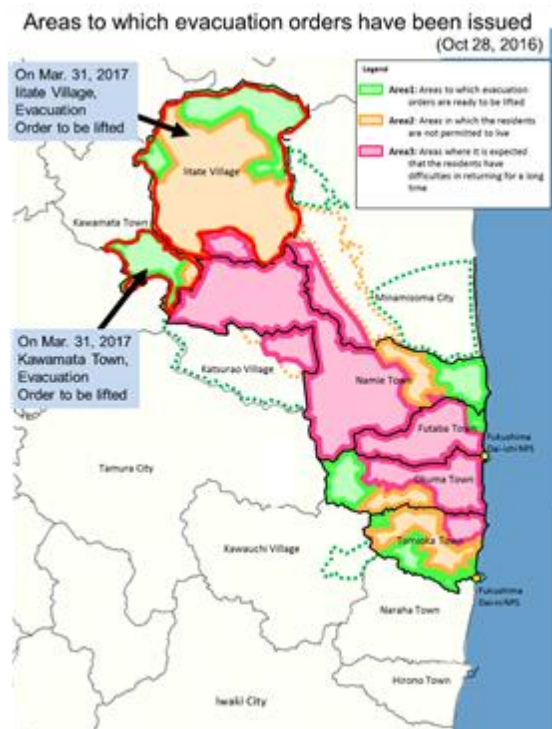 Areas to which evacuation orders have been issued
(Oct 28, 2016)
On Mar. 31, 2017
Iitate Village,
Evacuation
Order to be lifted
Legend
Area1: Areas to which evacuation
orders are ready to be lifted
Area2: Areas in which the residents
are not permitted to live
Area3: Areas where it is expected
that the residents have
difficulties in returning for a long
time
Iitate Village
Kawamata Town
Minamisoma City
On Mar. 31, 2017
Kawamata Town,
Evacuation
Order to be lifted
Katsurao Village
Namie Town
Futaba Town
Fukushima
Dai-ichi NPS
Okuma Town
Tamura City
Tomioka Town
Kawauchi Village
Fukushima
Dai-ni NPS
Naraha Town
Hirono Town
Iwaki City